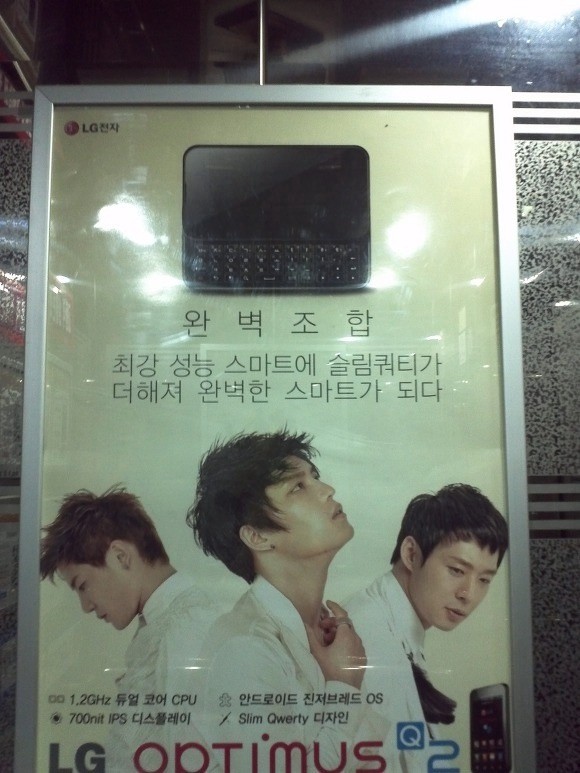 LG전자
완벽조합
최강 성능 스마트에 슬림쿼티가
더해져 완벽한 스마트가 되다
1.2GHz 듀얼 코어 CPU
안드로이드 진저브레드 OS
700nit IPS 디스플레이
Slim Qwerty 디자인
LG OPTIMUS Q2